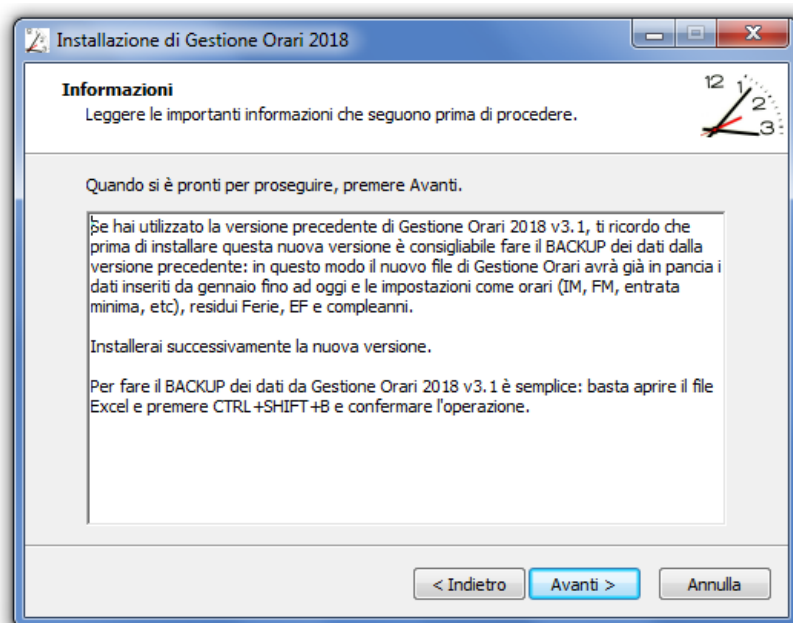 Installazione di Gestione Orari 2018
Informazioni
Leggere le importanti informazioni che seguono prima di procedere.
12
1
2
3
Quando si è pronti per proseguire, premere Avanti.
Se hai utilizzato la versione precedente di Gestione Orari 2018 v3.1, ti ricordo che
prima di installare questa nuova versione è consigliabile fare il BACKUP dei dati dalla
versione precedente: in questo modo il nuovo file di Gestione Orari avrà già in pancia i
dati inseriti da gennaio fino ad oggi e le impostazioni come orari (IM, FM, entrata
minima, etc), residui Ferie, EF e compleanni.
Installerai successivamente la nuova versione.
Per fare il BACKUP dei dati da Gestione Orari 2018 v3.1 è semplice: basta aprire il file
Excel e premere CTRL+SHIFT+B e confermare l'operazione.
< Indietro
Avanti >
Annulla